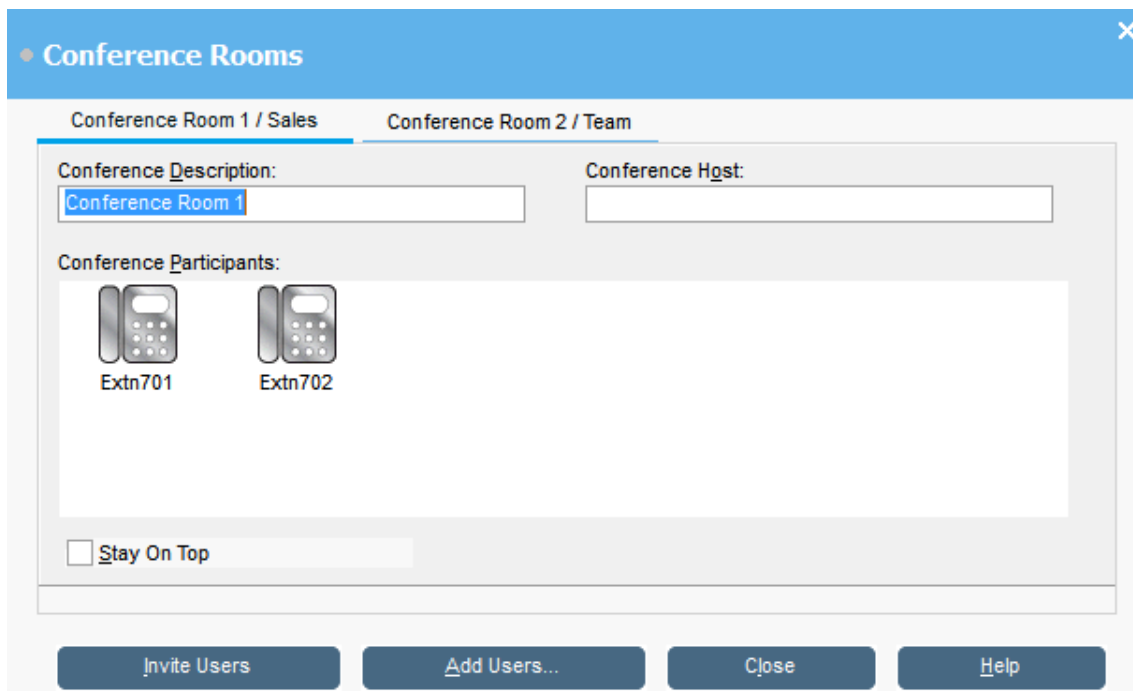 Conference Rooms
Conference Room 1 / Sales
Conference Room 2 / Team
Conference Description:
Conference Host:
Conference Room 1
Conference Participants:
Extn701
Extn702
Stay On Top
Invite Users
Add Users...
Close
Help